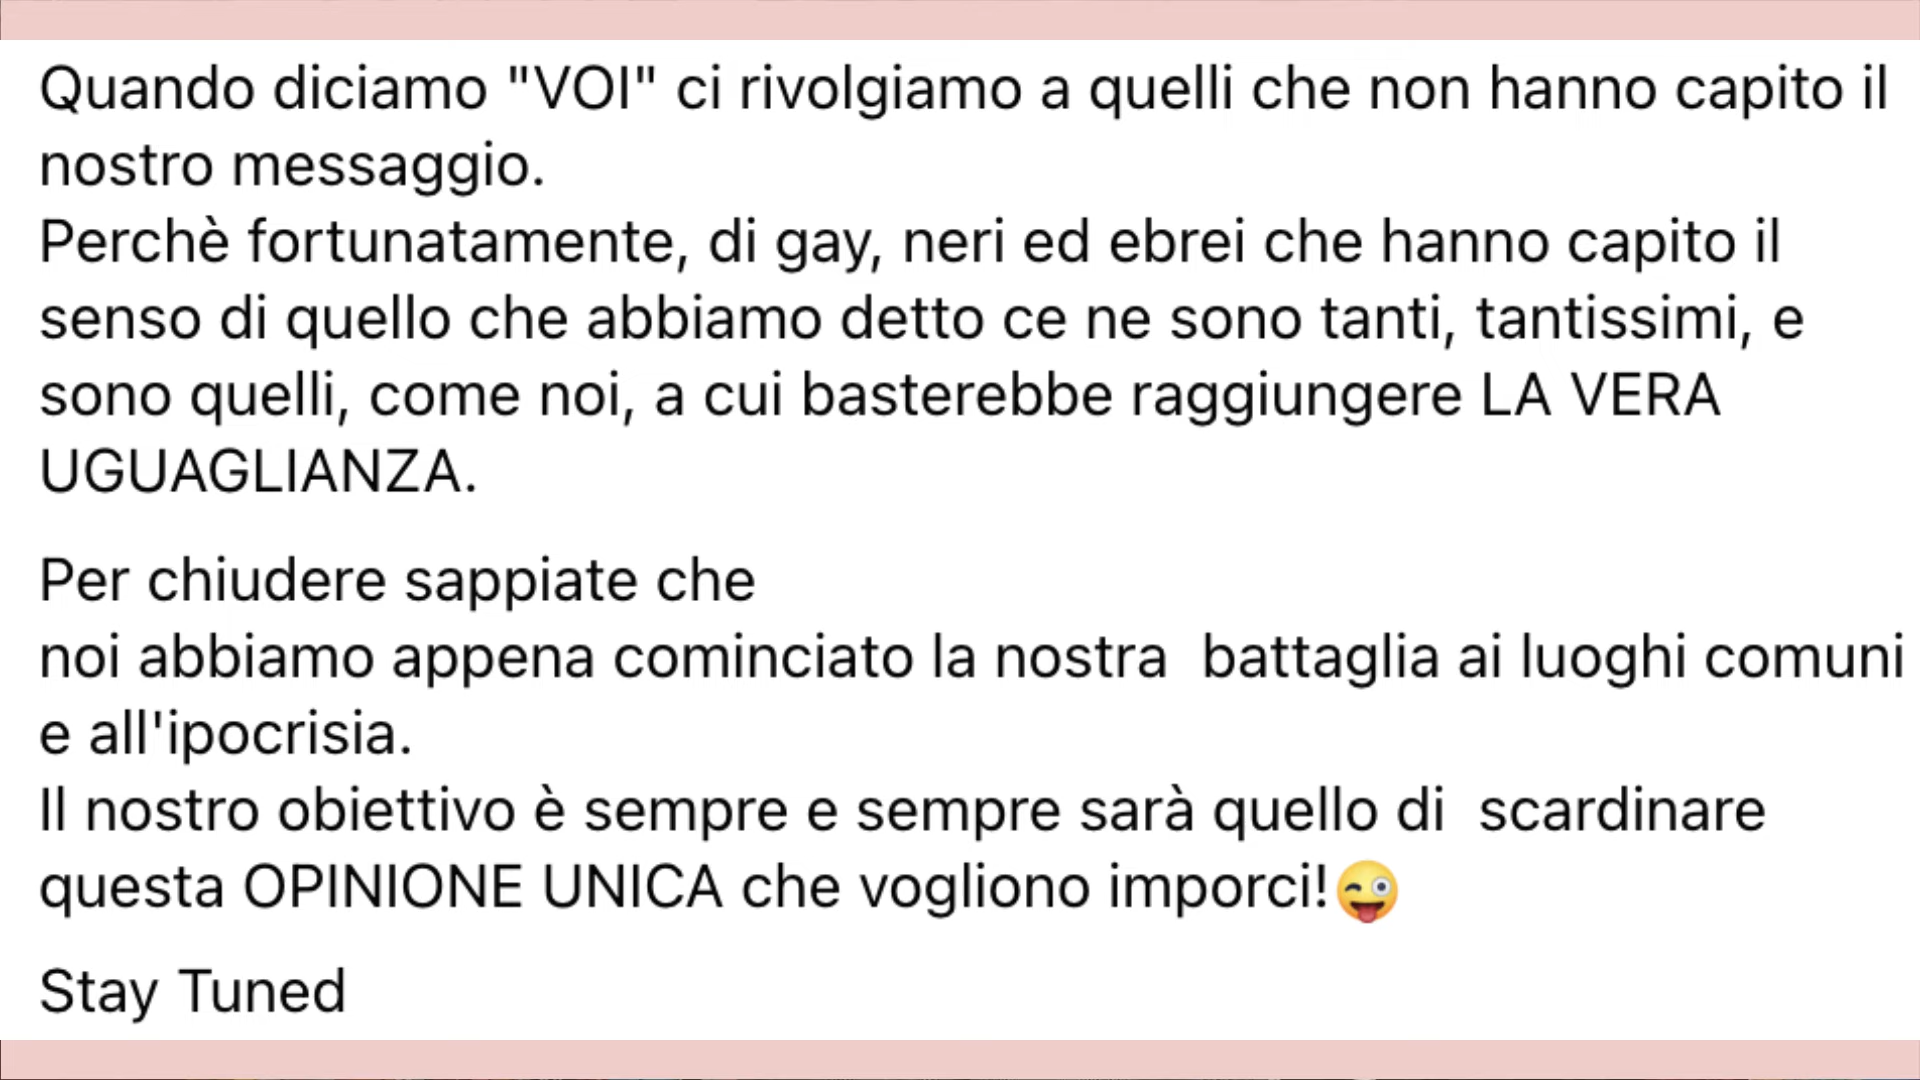 Quando diciamo "VOI" ci rivolgiamo a quelli che non hanno capito il
nostro messaggio.
Perchè fortunatamente, di gay, neri ed ebrei che hanno capito il
senso di quello che abbiamo detto ce ne sono tanti, tantissimi, e
sono quelli, come noi, a cui basterebbe raggiungere LA VERA
UGUAGLIANZA.
Per chiudere sappiate che
noi abbiamo appena cominciato la nostra  battaglia ai luoghi comuni
e all'ipocrisia.
Il nostro obiettivo è sempre e sempre sarà quello di  scardinare
questa OPINIONE UNICA che vogliono imporci!😜
Stay Tuned